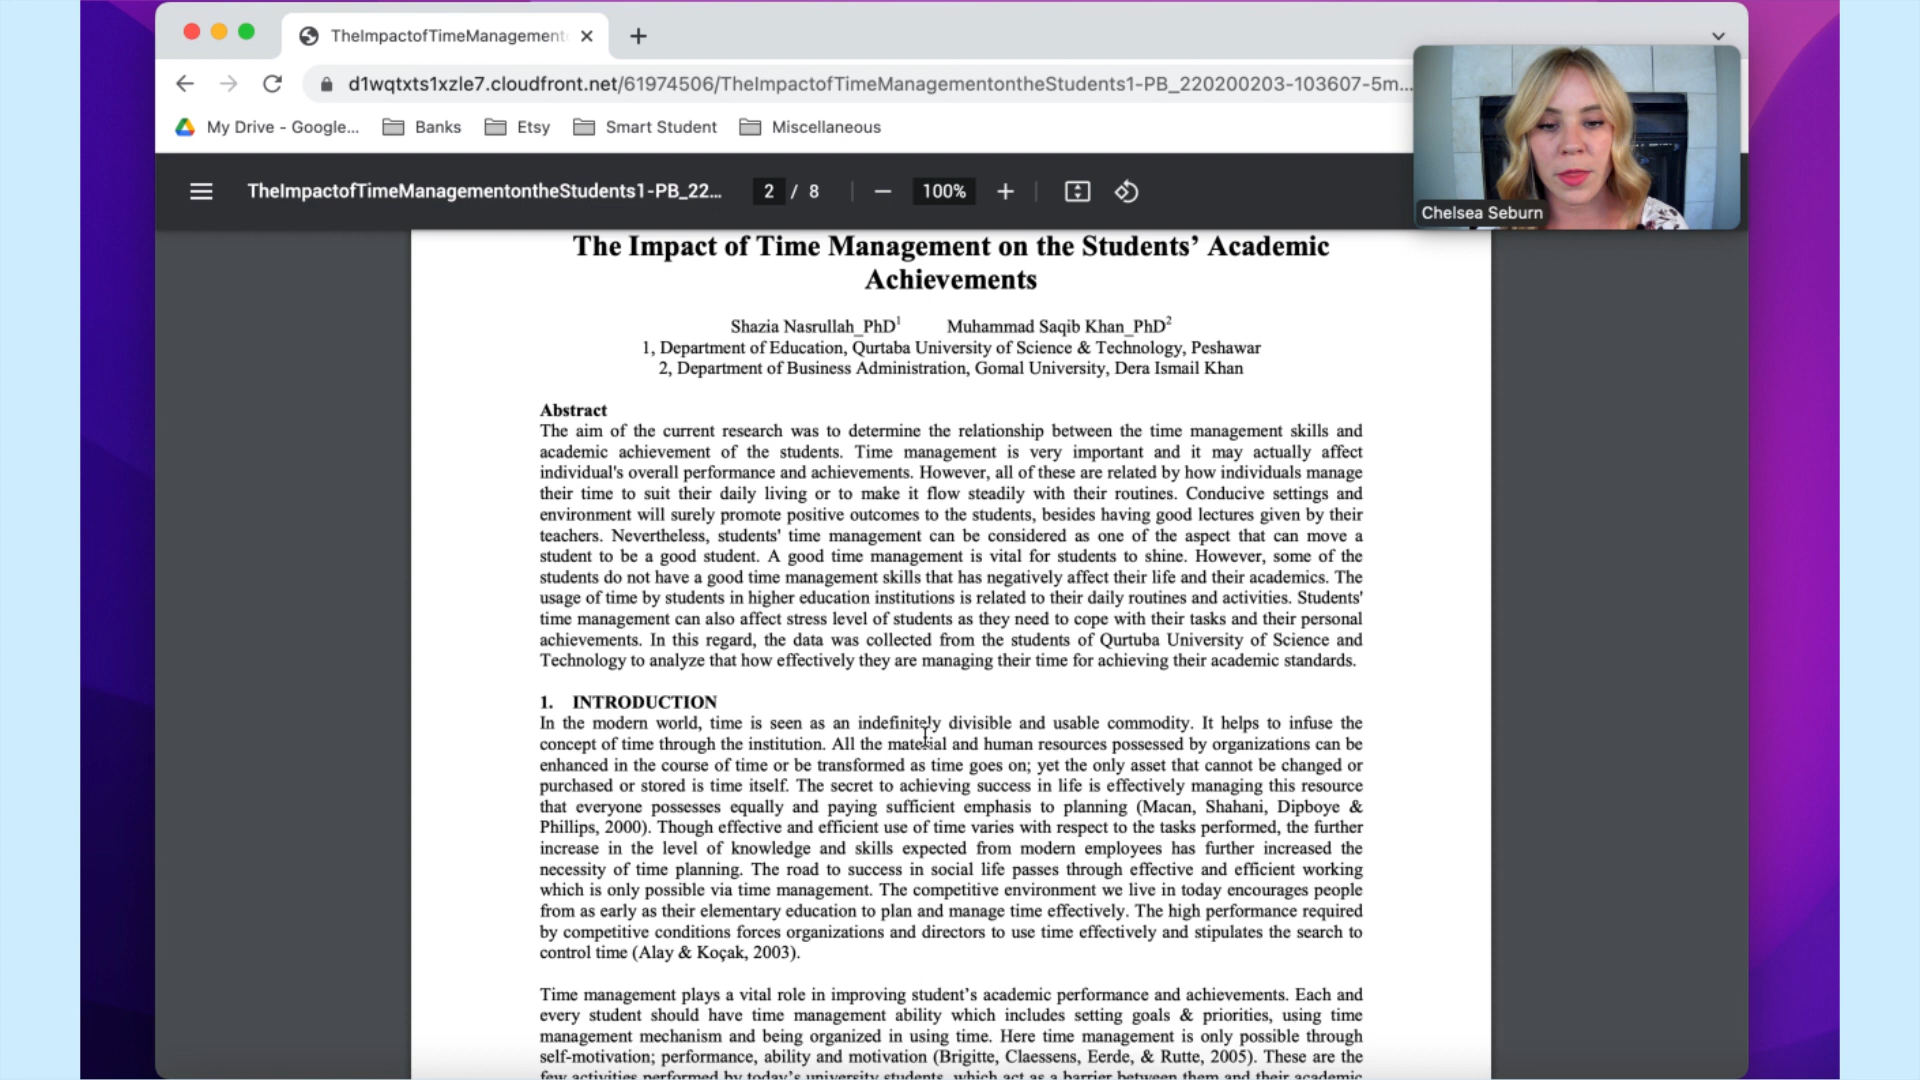 TheImpactofTimeManagement
d1wqtxts1xzle7.cloudfront.net/61974506/TheImpactofTimeManagementontheStudents1-PB_220200203-103607-5m...
My Drive - Google...
Banks
Etsy
Smart Student
Miscellaneous
TheImpactofTimeManagementontheStudents1-PB_22...
2 / 8
100%
Chelsea Seburn
The Impact of Time Management on the Students’ Academic
Achievements
Shazia Nasrullah_PhD1 Muhammad Saqib Khan_PhD2
1, Department of Education, Qurtaba University of Science & Technology, Peshawar
2, Department of Business Administration, Gomal University, Dera Ismail Khan
Abstract
The aim of the current research was to determine the relationship between the time management skills and
academic achievement of the students. Time management is very important and it may actually affect
individual's overall performance and achievements. However, all of these are related by how individuals manage
their time to suit their daily living or to make it flow steadily with their routines. Conducive settings and
environment will surely promote positive outcomes to the students, besides having good lectures given by their
teachers. Nevertheless, students' time management can be considered as one of the aspect that can move a
student to be a good student. A good time management is vital for students to shine. However, some of the
students do not have a good time management skills that has negatively affect their life and their academics. The
usage of time by students in higher education institutions is related to their daily routines and activities. Students'
time management can also affect stress level of students as they need to cope with their tasks and their personal
achievements. In this regard, the data was collected from the students of Qurtuba University of Science and
Technology to analyze that how effectively they are managing their time for achieving their academic standards.
1. INTRODUCTION
In the modern world, time is seen as an indefinitely divisible and usable commodity. It helps to infuse the
concept of time through the institution. All the material and human resources possessed by organizations can be
enhanced in the course of time or be transformed as time goes on; yet the only asset that cannot be changed or
purchased or stored is time itself. The secret to achieving success in life is effectively managing this resource
that everyone possesses equally and paying sufficient emphasis to planning (Macan, Shahani, Dipboye &
Phillips, 2000). Though effective and efficient use of time varies with respect to the tasks performed, the further
increase in the level of knowledge and skills expected from modern employees has further increased the
necessity of time planning. The road to success in social life passes through effective and efficient working
which is only possible via time management. The competitive environment we live in today encourages people
from as early as their elementary education to plan and manage time effectively. The high performance required
by competitive conditions forces organizations and directors to use time effectively and stipulates the search to
control time (Alay & Koçak, 2003).
Time management plays a vital role in improving student’s academic performance and achievements. Each and
every student should have time management ability which includes setting goals & priorities, using time
management mechanism and being organized in using time. Here time management is only possible through
self-motivation; performance, ability and motivation (Brigitte, Claessens, Eerde, & Rutte, 2005). These are the
few activities performed by today’s university students, which act as a barrier between them and their academic